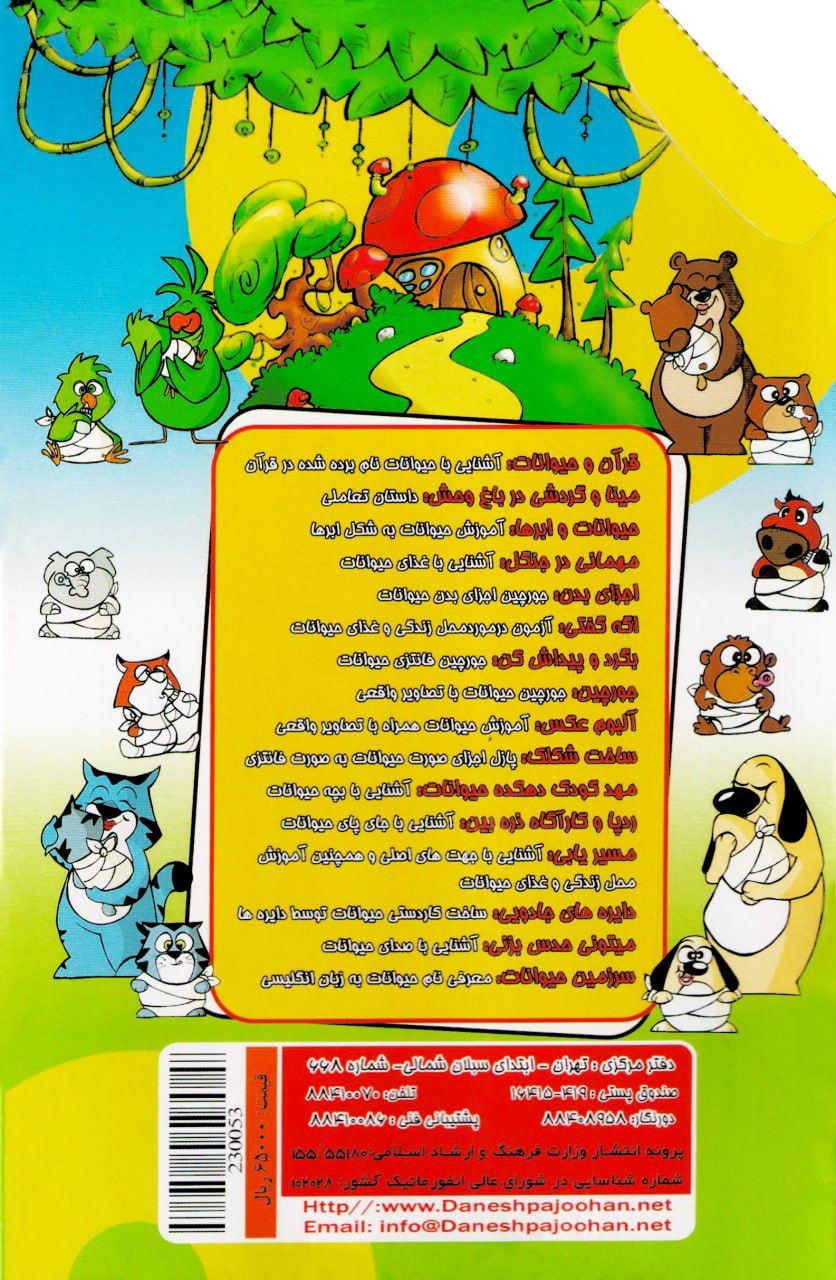 قرآن و حیوانات: آشنایی با حیوانات نام برده شده در قرآن
مینا و گردشی در باغ وحش: داستان تعاملی
حیوانات و ابرها: آموزش حیوانات به شکل ابرها
مهمانی در جنگل: آشنایی با غذای حیوانات
اجزای بدن: جورچین اجزای بدن حیوانات
اگه گفتی: آزمون درموردمحل زندگی و غذای حیوانات
بگرد و پیداش کن: جورچین فانتزی حیوانات
جورچین: جورچین حیوانات با تصاویر واقعی
آلبوم عکس: آموزش حیوانات همراه با تصاویر واقعی
ساخت شکلک: پازل اجزای صورت حیوانات به صورت فانتزی
مهد کودک دهکده حیوانات: آشنایی با بچه حیوانات
ردپا و کارآگاه ذره بین: آشنایی با جای پای حیوانات
مسیر یابی: آشنایی با جهت های اصلی و همچنین آموزش
محل زندگی و غذای حیوانات
دایره های جادویی: ساخت کاردستی حیوانات توسط دایره ها
میتونی حدس بزنی: آشنایی با صدای حیوانات
سرزمین حیوانات: معرفی نام حیوانات به زبان انگلیسی
دفتر مرکزی : تهران - ابتدای سبلان شمالی- شماره ۶۶۸
صندوق پستی : ۴۱۹-۱۶۴۱۵ تلفن: ۸۸۴۱۰۰۷۰
دورنگار: ۸۸۴۰۸۹۵۸ پشتیبانی فنی : ۸۸۴۱۰۰۸۶
پرونه انتشار وزارت فرهنگ و ارشاد اسلامی:۱۵۵/۵۵۱۸۰
شماره شناسایی در شورای عالی انفورماتیک کشور: ۱۰۲۰۲۸
Http//:www.Daneshpajoohan.net
Email: info@Daneshpajoohan.net
قیمت: ۶۵۰۰۰ ریال
230053